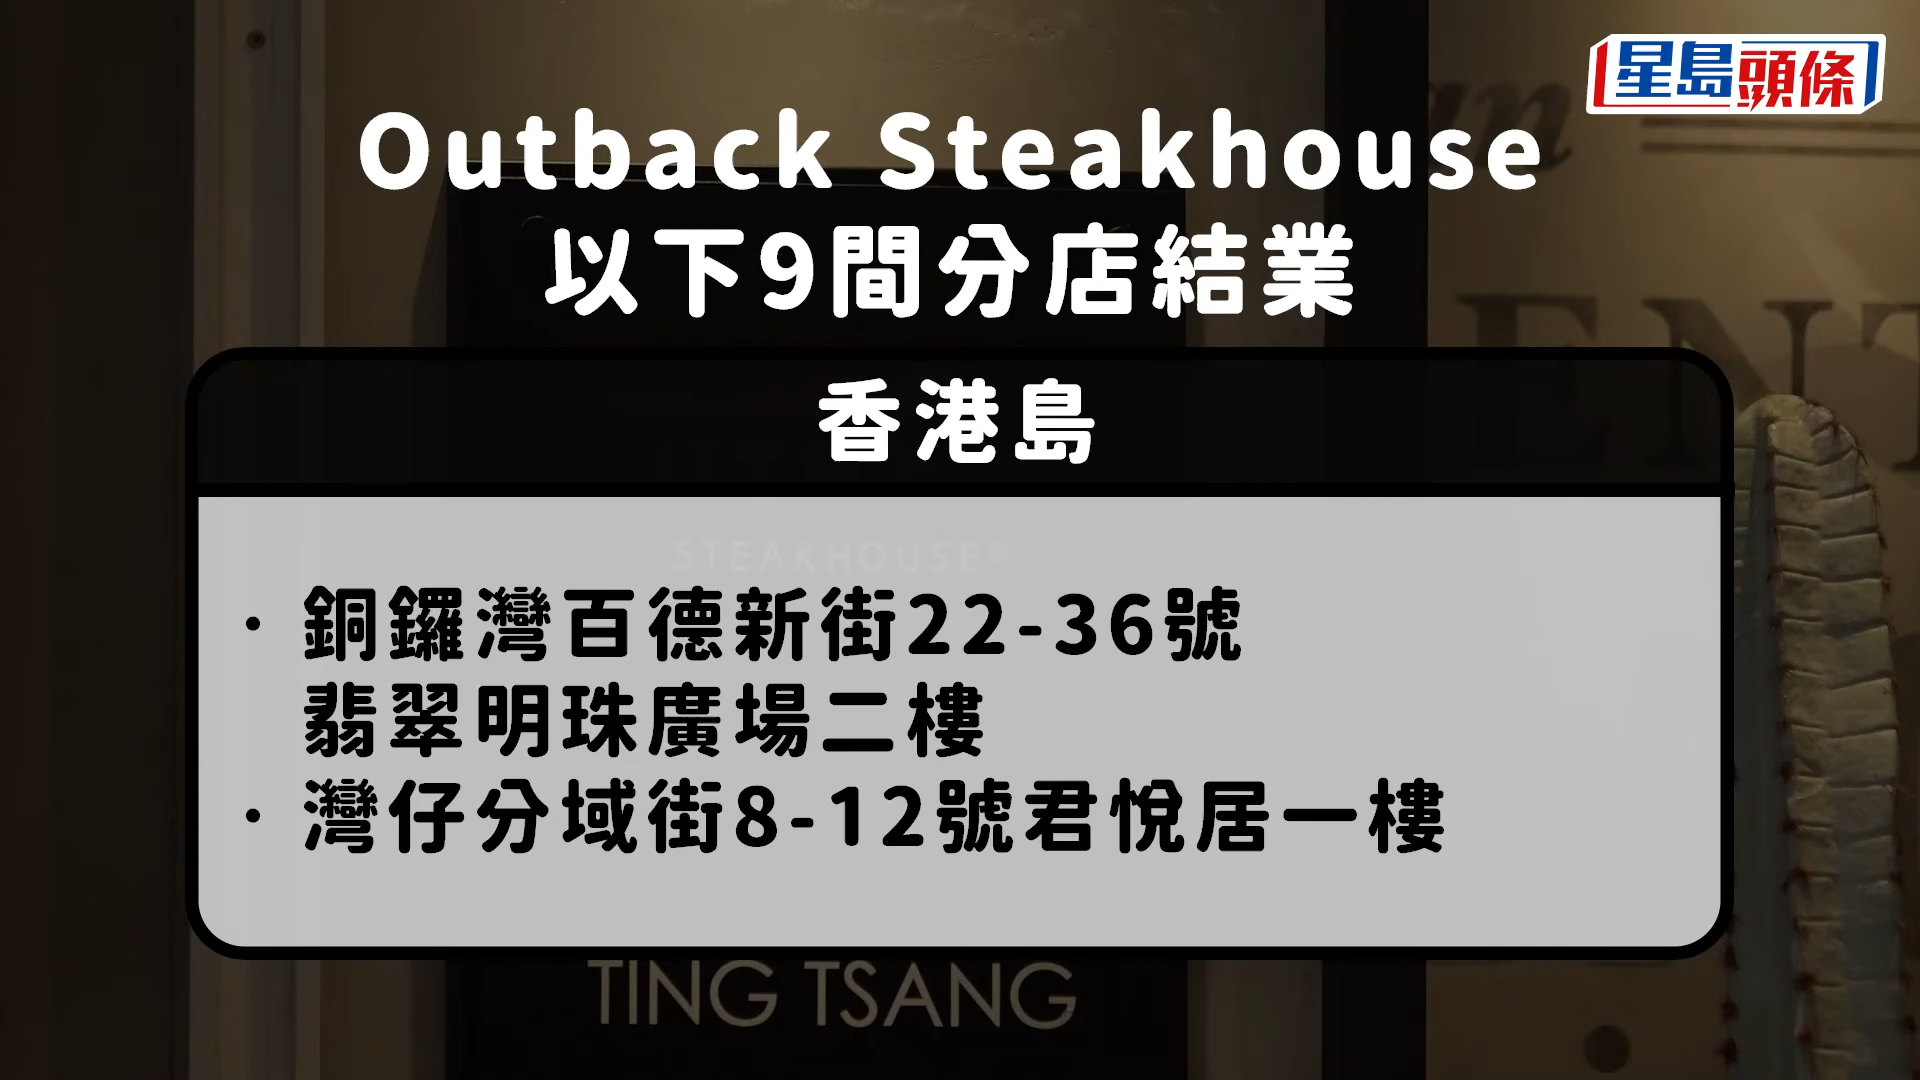 星島頭條
Outback Steakhouse
以下9間分店結業
香港島
STEAKHOUSE®
· 銅鑼灣百德新街22-36號
翡翠明珠廣場二樓
· 灣仔分域街8-12號君悅居一樓
TING TSANG